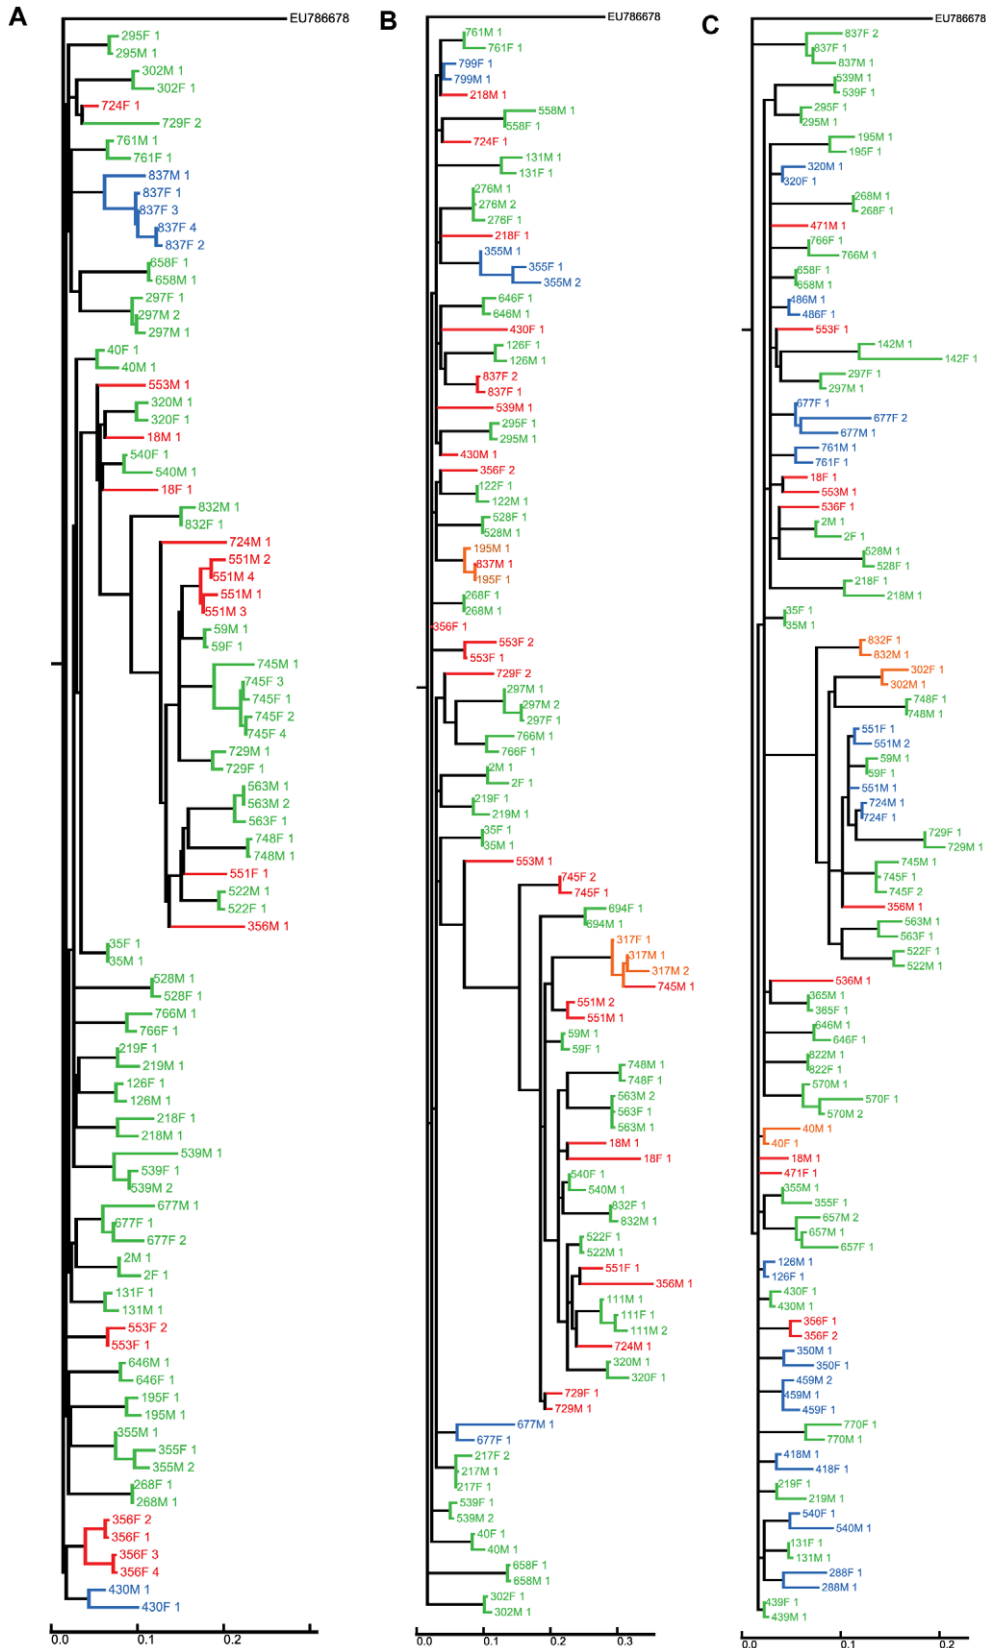 A
EU786678
295F 1
295M 1
302M 1
302F 1
724F 1
729F 2
761M 1
761F 1
837M 1
837F 1
837F 3
837F 4
837F 2
658F 1
658M 1
297F 1
297M 2
297M 1
40F 1
40M 1
553M 1
320M 1
320F 1
18M 1
540F 1
540M 1
18F 1
832M 1
832F 1
724M 1
551M 2
551M 4
551M 1
551M 3
59M 1
59F 1
745M 1
745F 3
745F 1
745F 2
745F 4
729M 1
729F 1
563M 1
563M 2
563F 1
748F 1
748M 1
551F 1
522M 1
522F 1
356M 1
35F 1
35M 1
528M 1
528F 1
766M 1
766F 1
219F 1
219M 1
126F 1
126M 1
218F 1
218M 1
539M 1
539F 1
539M 2
677M 1
677F 1
677F 2
2M 1
2F 1
131F 1
131M 1
553F 2
553F 1
646M 1
646F 1
195F 1
195M 1
355M 1
355F 1
355M 2
268F 1
268M 1
356F 2
356F 1
356F 3
356F 4
430M 1
430F 1
0.0 0.1 0.2
B
EU786678
761M 1
761F 1
799F 1
799M 1
218M 1
558M 1
558F 1
724F 1
131M 1
131F 1
276M 1
276M 2
276F 1
218F 1
355M 1
355F 1
355M 2
646F 1
646M 1
430F 1
126F 1
126M 1
837F 2
837F 1
539M 1
295F 1
295M 1
430M 1
356F 2
122F 1
122M 1
528F 1
528M 1
195M 1
837M 1
195F 1
268F 1
268M 1
356F 1
553F 2
553F 1
729F 2
297M 1
297M 2
297F 1
766M 1
766F 1
2M 1
2F 1
219F 1
219M 1
35F 1
35M 1
553M 1
745F 2
745F 1
694F 1
694M 1
317F 1
317M 1
317M 2
745M 1
551M 2
551M 1
59M 1
59F 1
748M 1
748F 1
563M 2
563F 1
563M 1
18M 1
18F 1
540F 1
540M 1
832F 1
832M 1
522F 1
522M 1
551F 1
356M 1
111M 1
111F 1
111M 2
724M 1
320M 1
320F 1
729F 1
729M 1
677M 1
677F 1
217F 2
217M 1
217F 1
539F 1
539M 2
40F 1
40M 1
658F 1
658M 1
302F 1
302M 1
0.0 0.1 0.2 0.3
C
EU786678
837F 2
837F 1
837M 1
539M 1
539F 1
295F 1
295M 1
195M 1
195F 1
320M 1
320F 1
268M 1
268F 1
471M 1
766F 1
766M 1
658F 1
658M 1
486M 1
486F 1
553F 1
142M 1
142F 1
297F 1
297M 1
677F 1
677F 2
677M 1
761M 1
761F 1
18F 1
553M 1
536F 1
2M 1
2F 1
528M 1
528F 1
218F 1
218M 1
35F 1
35M 1
832F 1
832M 1
302F 1
302M 1
748F 1
748M 1
551F 1
551M 2
59M 1
59F 1
551M 1
724M 1
724F 1
729F 1
729M 1
745M 1
745F 1
745F 2
356M 1
563M 1
563F 1
522F 1
522M 1
536M 1
365M 1
365F 1
646M 1
646F 1
822M 1
822F 1
570M 1
570F 1
570M 2
40M 1
40F 1
18M 1
471F 1
355M 1
355F 1
657M 2
657M 1
657F 1
126M 1
126F 1
430F 1
430M 1
356F 1
356F 2
350M 1
350F 1
459M 2
459M 1
459F 1
770F 1
770M 1
418M 1
418F 1
219F 1
219M 1
540F 1
540M 1
131F 1
131M 1
288F 1
288M 1
439F 1
439M 1
0.0 0.1 0.2